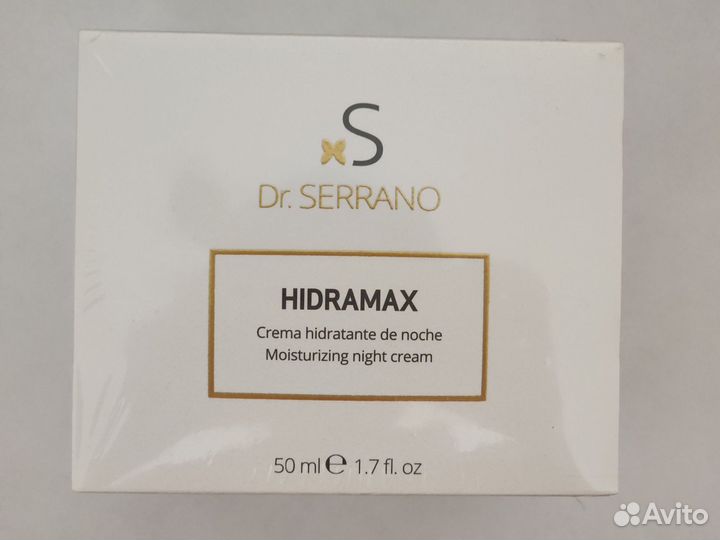 S
Dr. SERRANO
HIDRAMAX
Crema hidratante de noche
Moisturizing night cream
50 ml ℮ 1.7 fl. oz
Avito